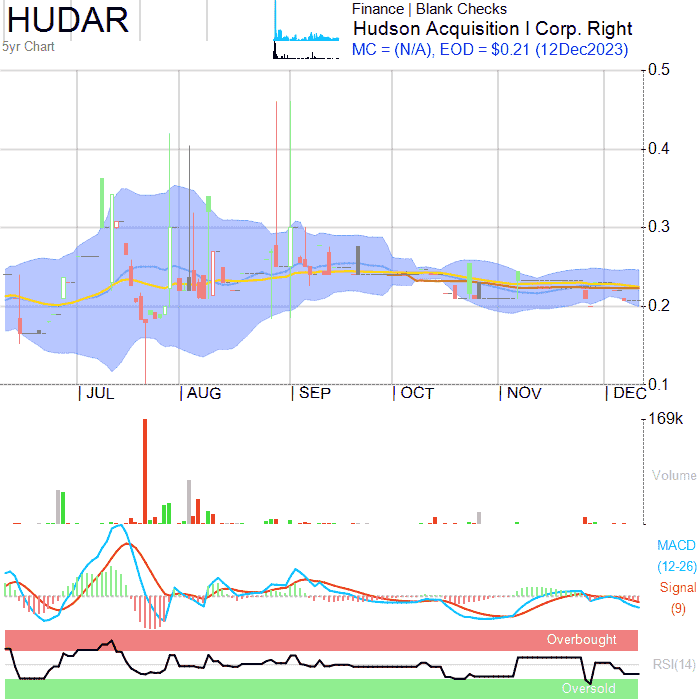 HUDAR
5yr Chart
Finance | Blank Checks
Hudson Acquisition I Corp. Right
MC = (N/A), EOD = $0.21 (12Dec2023)
0.5
0.4
0.3
0.2
0.1
JUL AUG SEP OCT NOV DEC
169k
Volume
MACD
(12-26)
Signal
(9)
Overbought
RSI(14)
Oversold